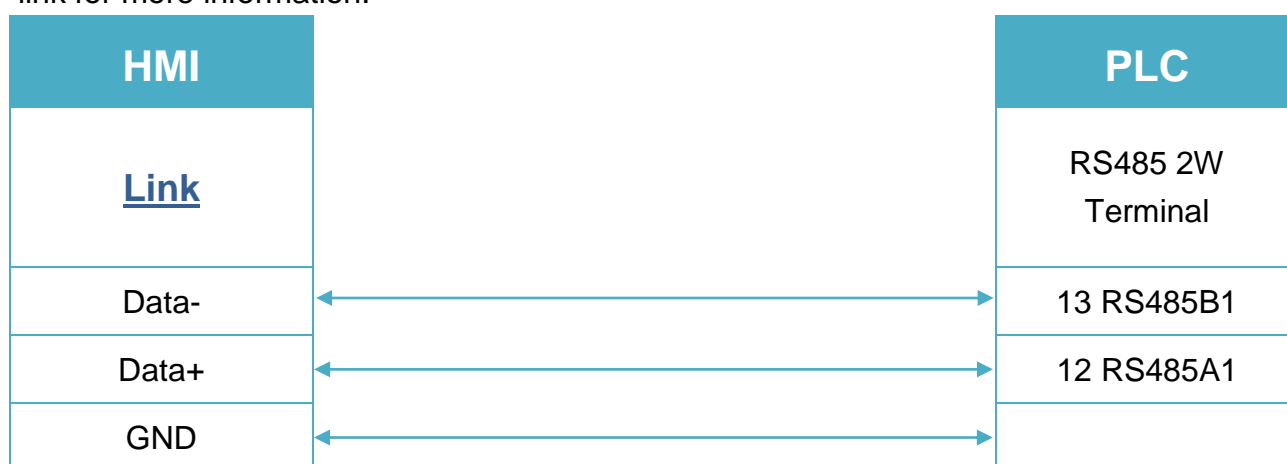 link for more information.
HMI PLC
Link RS485 2W
Terminal
Data- 13 RS485B1
Data+ 12 RS485A1
GND